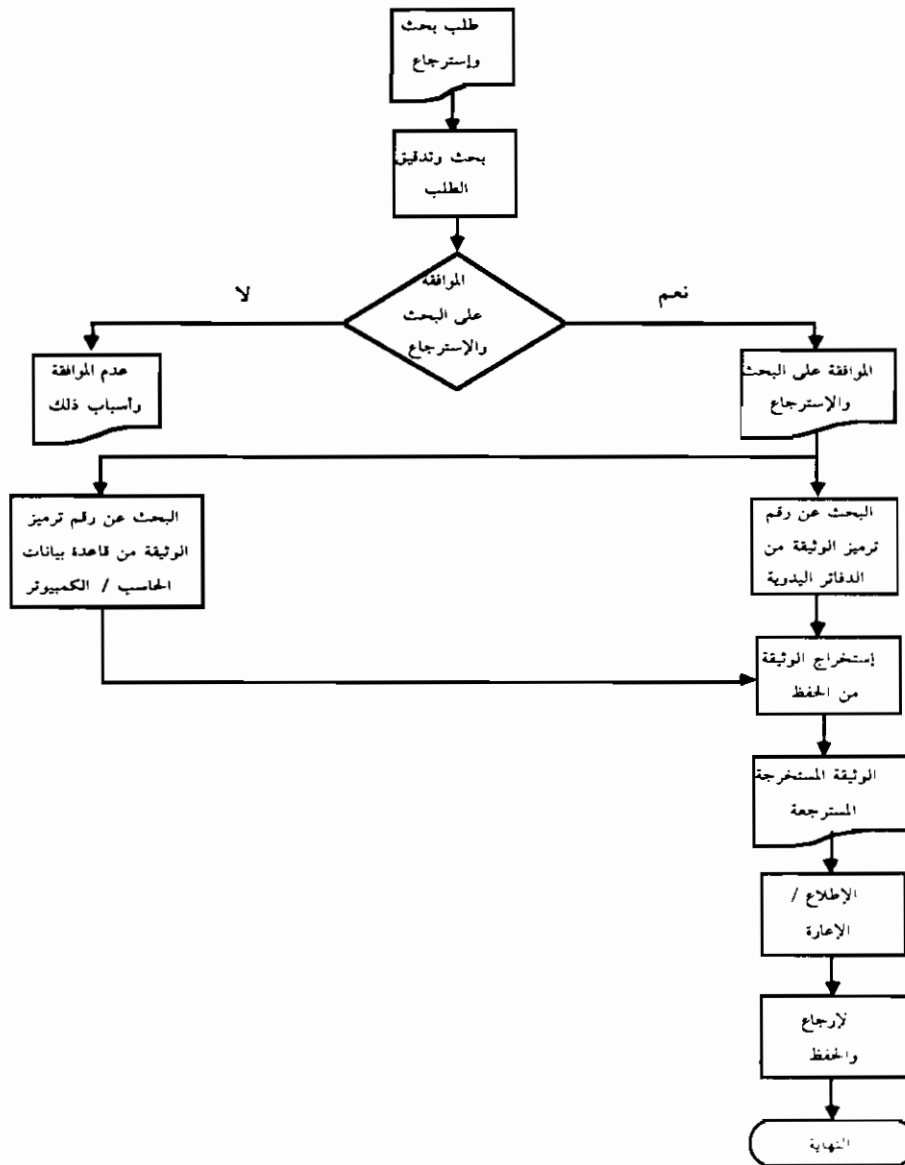 طلب بحث
وإسترجاع
بحث وتدقيق
الطلب
الموافقة
على البحث
والإسترجاع
نعم
لا
الموافقة على البحث
والإسترجاع
عدم الموافقة
وأسباب ذلك
البحث عن رقم
ترميز الوثيقة من
الدفاتر اليدوية
البحث عن رقم ترميز
الوثيقة من قاعدة بيانات
الحاسب / الكمبيوتر
إستخراج الوثيقة
من الحفظ
الوثيقة المستخرجة
المسترجعة
الإطلاع /
الإعارة
لإرجاع
والحفظ
النهاية